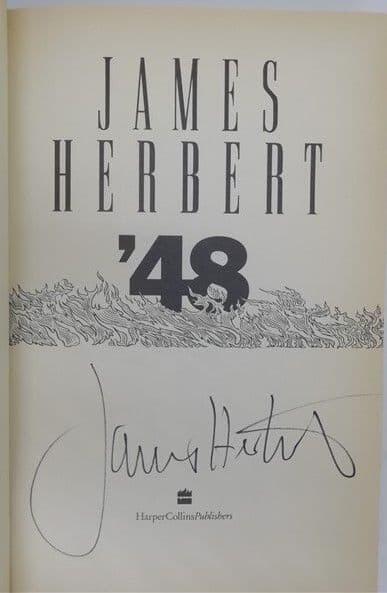 JAMES
HERBERT
'48
James Herbert
HarperCollinsPublishers